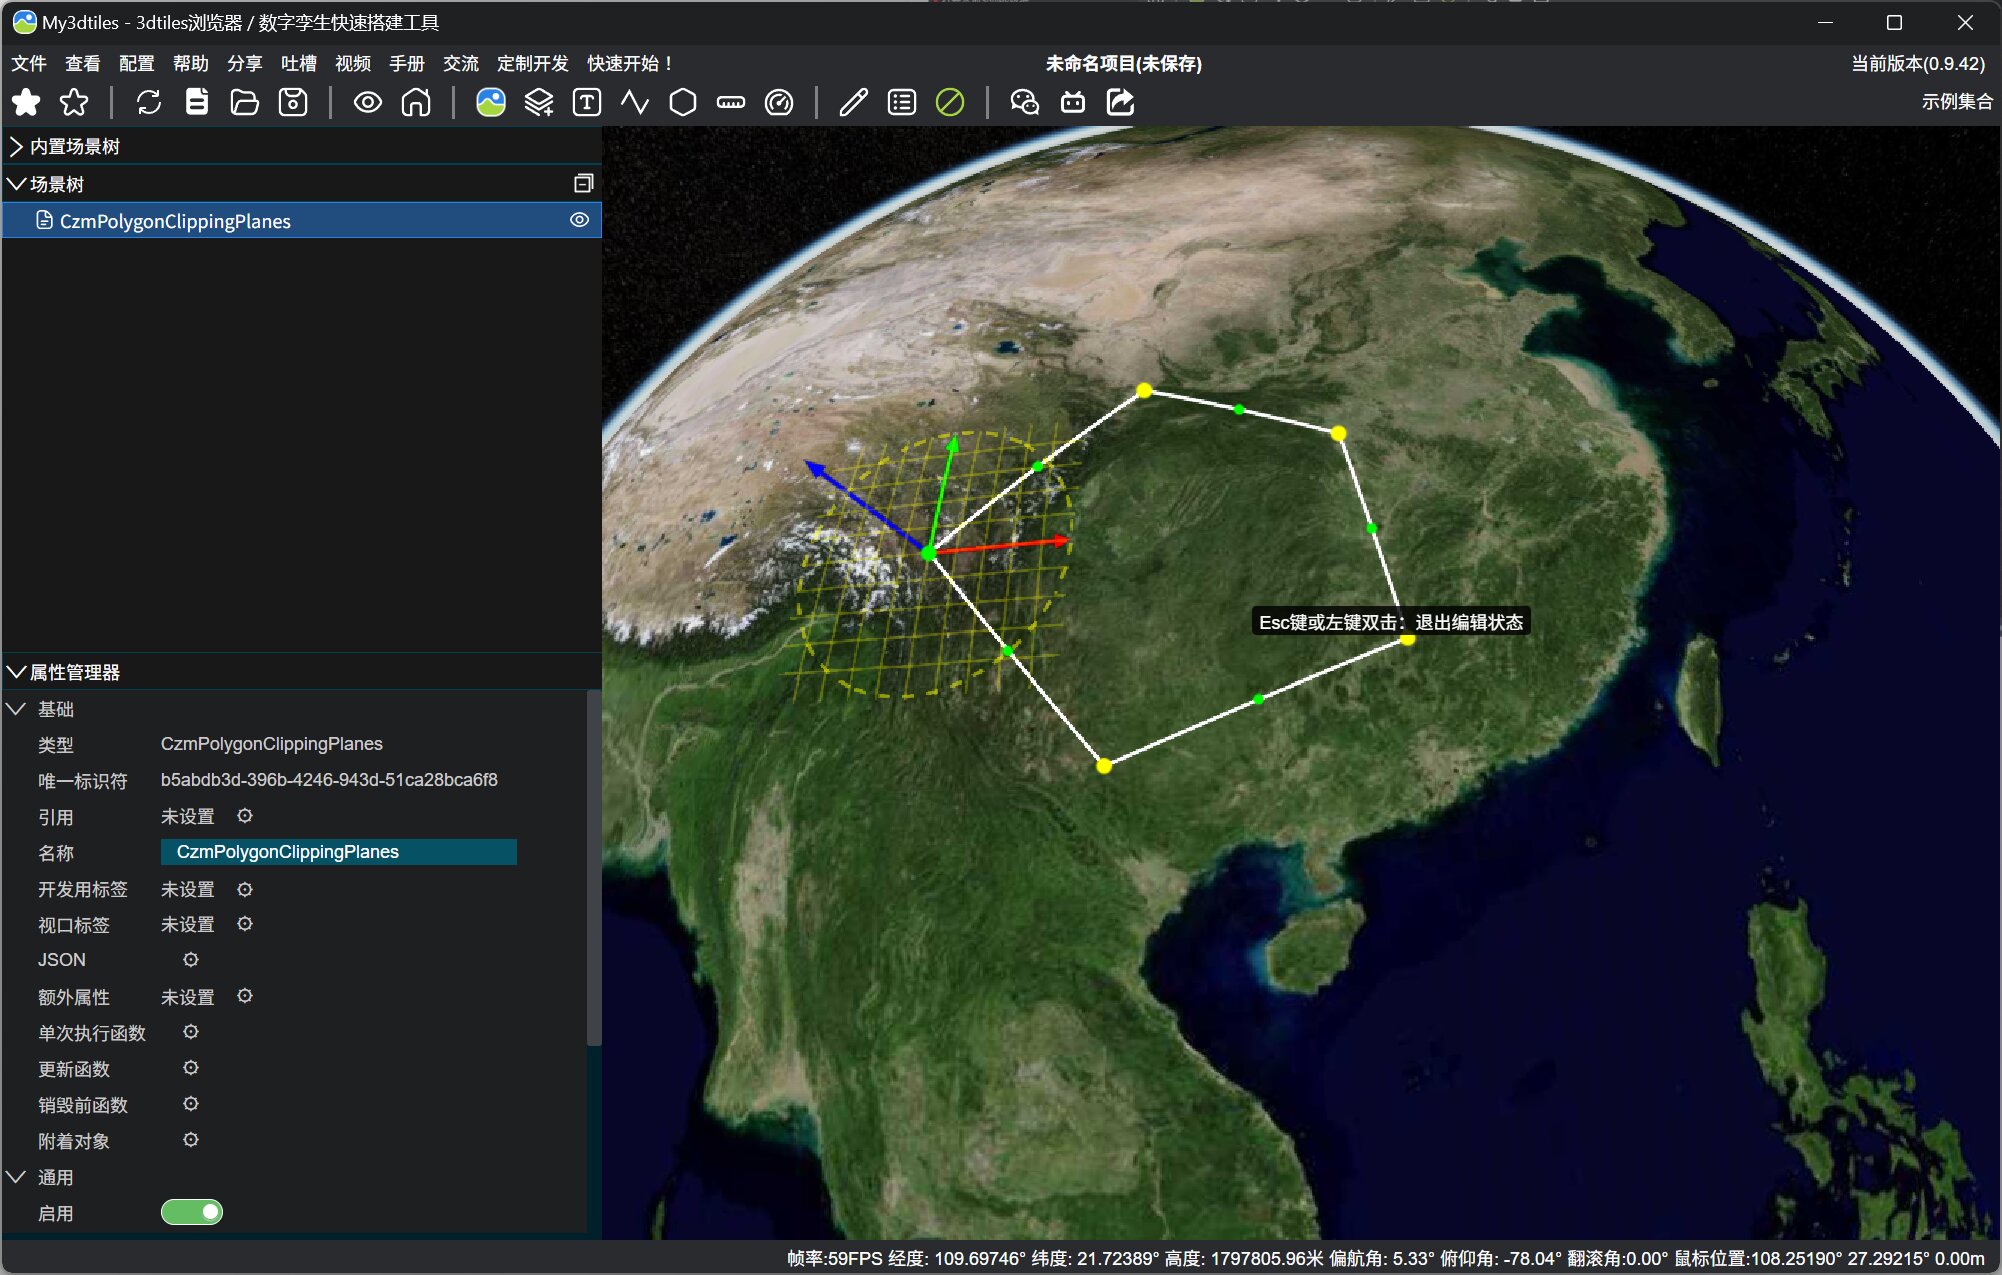 My3dtiles - 3dtiles浏览器 / 数字孪生快速搭建工具
文件 查看 配置 帮助 分享 吐槽 视频 手册 交流 定制开发 快速开始！ 未命名项目(未保存) 当前版本(0.9.42)
示例集合
内置场景树
场景树
CzmPolygonClippingPlanes
Esc键或左键双击：退出编辑状态
属性管理器
基础
类型 CzmPolygonClippingPlanes
唯一标识符 b5abdb3d-396b-4246-943d-51ca28bca6f8
引用 未设置
名称 CzmPolygonClippingPlanes
开发用标签 未设置
视口标签 未设置
JSON
额外属性 未设置
单次执行函数
更新函数
销毁前函数
附着对象
通用
启用
帧率:59FPS 经度: 109.69746° 纬度: 21.72389° 高度: 1797805.96米 偏航角: 5.33° 俯仰角: -78.04° 翻滚角:0.00° 鼠标位置:108.25190° 27.29215° 0.00m